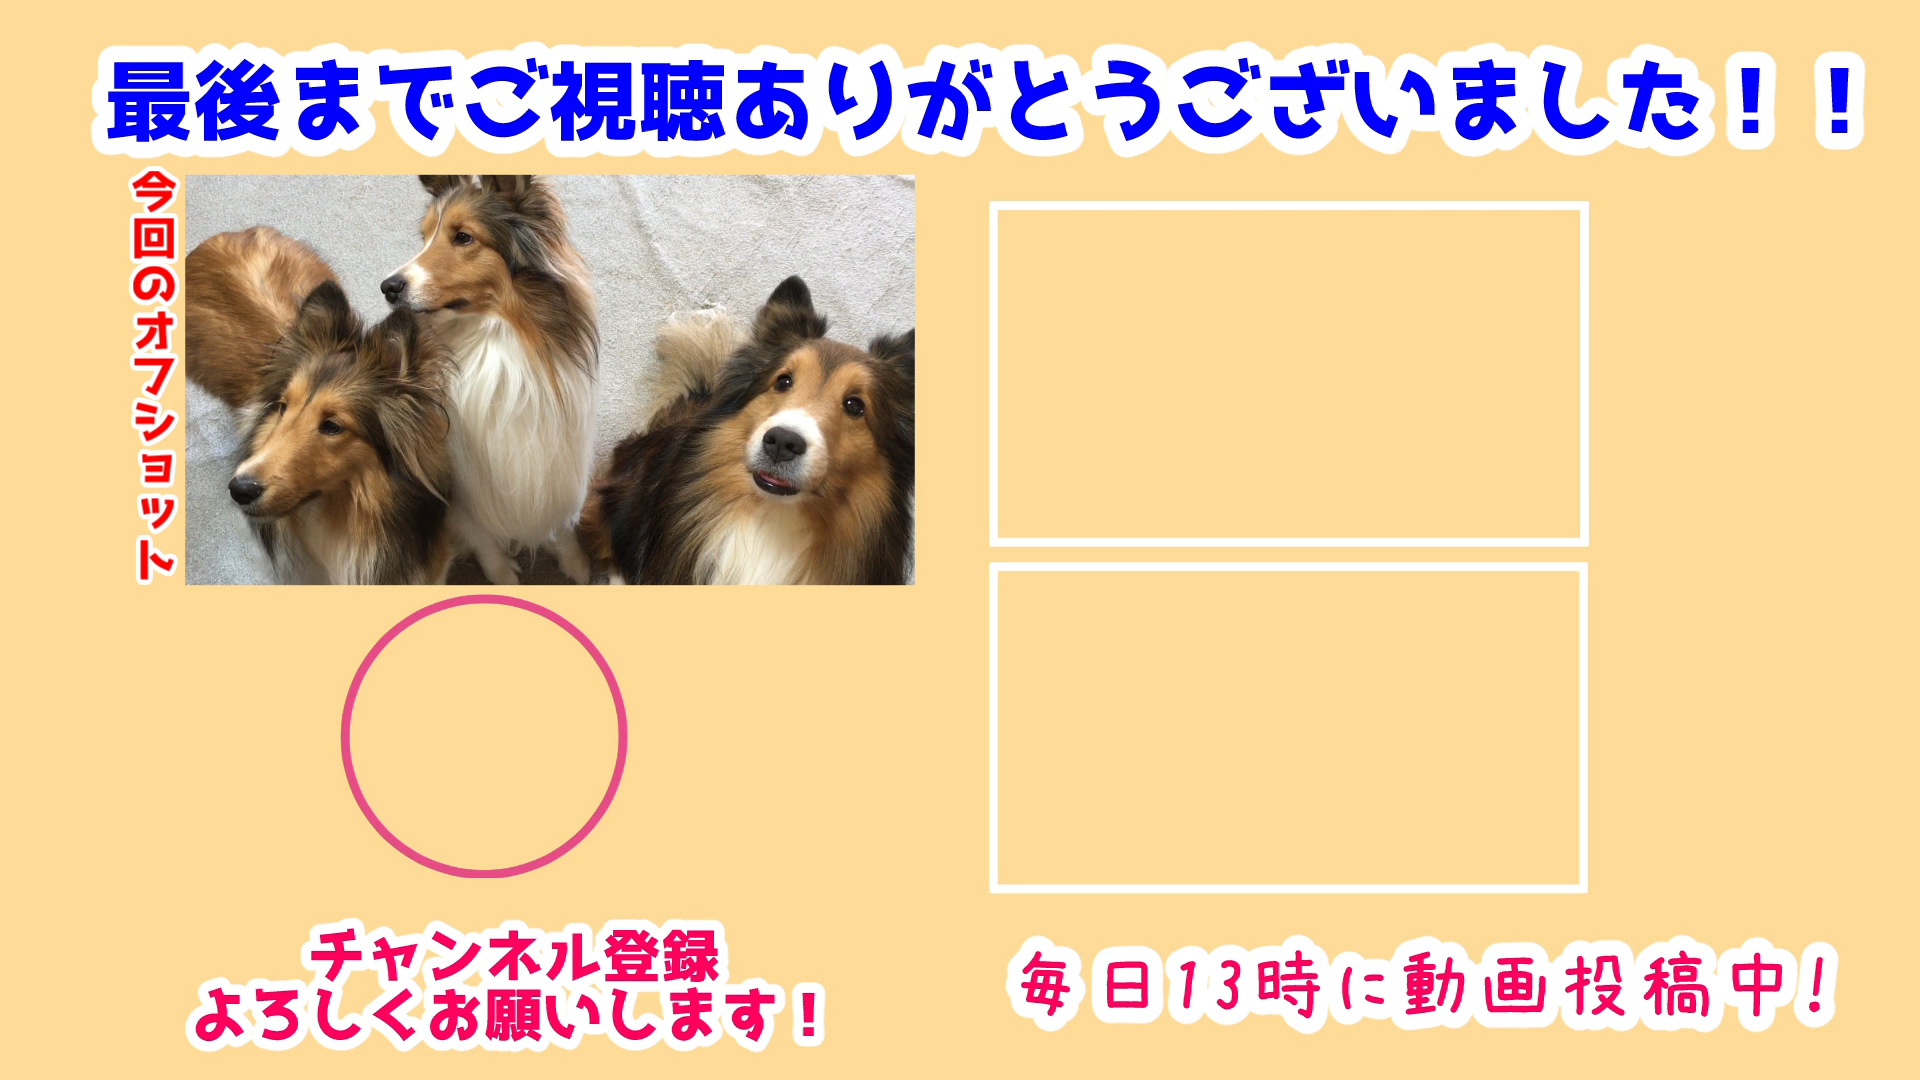 最後までご視聴ありがとうございました！！
今回のオフショット
チャンネル登録
よろしくお願いします！
毎日13時に動画投稿中！